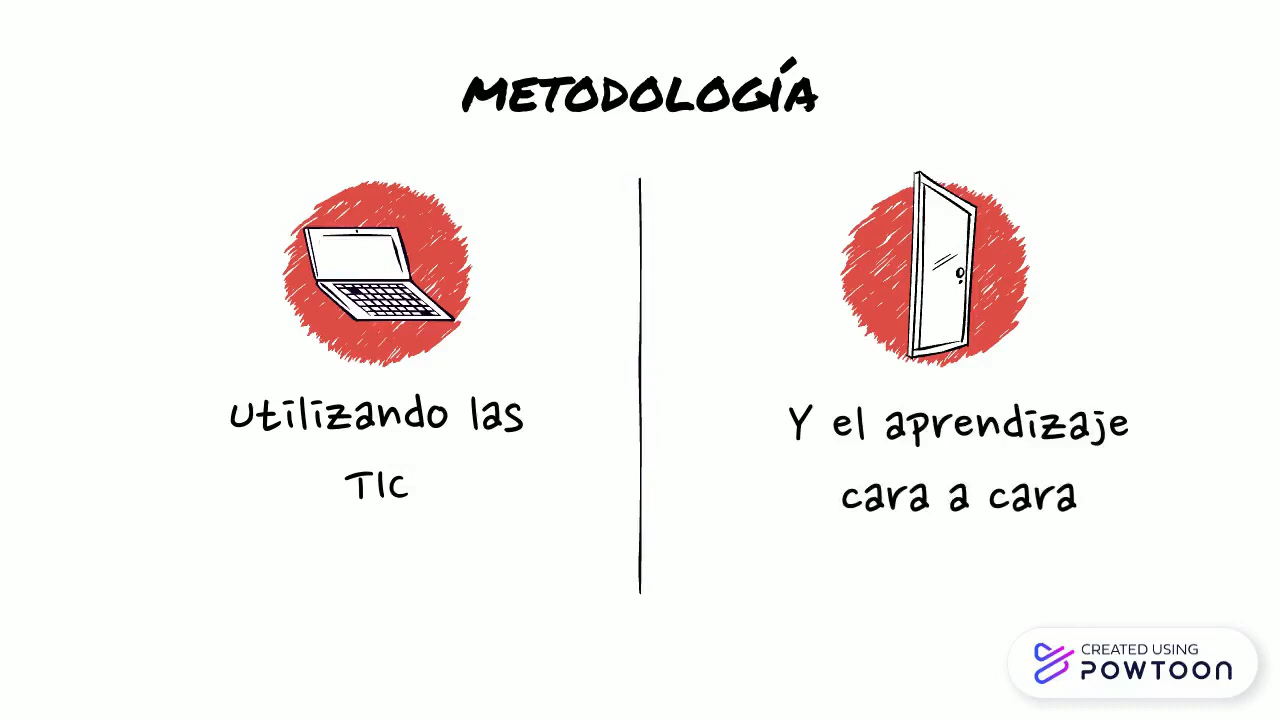 METODOLOGÍA
utilizando las
TIC
Y el aprendizaje
cara a cara
CREATED USING
POWTOON